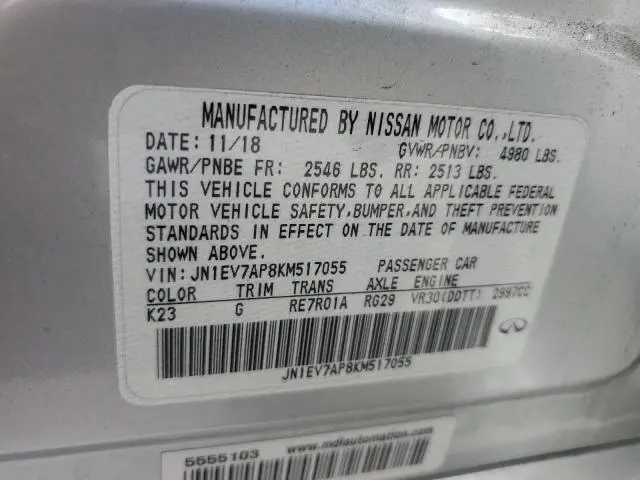 MANUFACTURED BY NISSAN MOTOR CO.,LTD.
DATE: 11/18 GVWR/PNBV: 4980 LBS.
GAWR/PNBE FR: 2546 LBS. RR: 2513 LBS.
THIS VEHICLE CONFORMS TO ALL APPLICABLE FEDERAL
MOTOR VEHICLE SAFETY,BUMPER,AND THEFT PREVENTION
STANDARDS IN EFFECT ON THE DATE OF MANUFACTURE
SHOWN ABOVE.
VIN:JN1EV7AP8KM517055 PASSENGER CAR
COLOR TRIM TRANS AXLE ENGINE
K23 G RE7R01A RG29 VR30(DDTT) 2997CC
JN1EV7AP8KM517055
5555103 www.mdiautomation.com